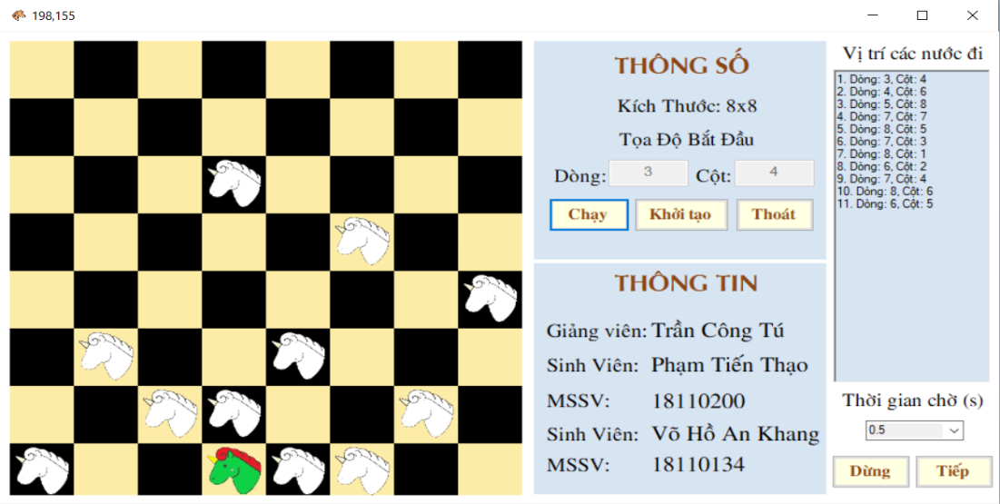 198,155
THÔNG SỐ
Kích Thước: 8x8
Tọa Độ Bắt Đầu
Dòng: 3 Cột: 4
Chạy Khởi tạo Thoát
THÔNG TIN
Giảng viên: Trần Công Tú
Sinh Viên: Phạm Tiến Thạo
MSSV: 18110200
Sinh Viên: Võ Hồ An Khang
MSSV: 18110134
Vị trí các nước đi
1. Dòng: 3, Cột: 4
2. Dòng: 4, Cột: 6
3. Dòng: 5, Cột: 8
4. Dòng: 7, Cột: 7
5. Dòng: 8, Cột: 5
6. Dòng: 7, Cột: 3
7. Dòng: 8, Cột: 1
8. Dòng: 6, Cột: 2
9. Dòng: 7, Cột: 4
10. Dòng: 8, Cột: 6
11. Dòng: 6, Cột: 5
Thời gian chờ (s)
0.5
Dừng Tiếp